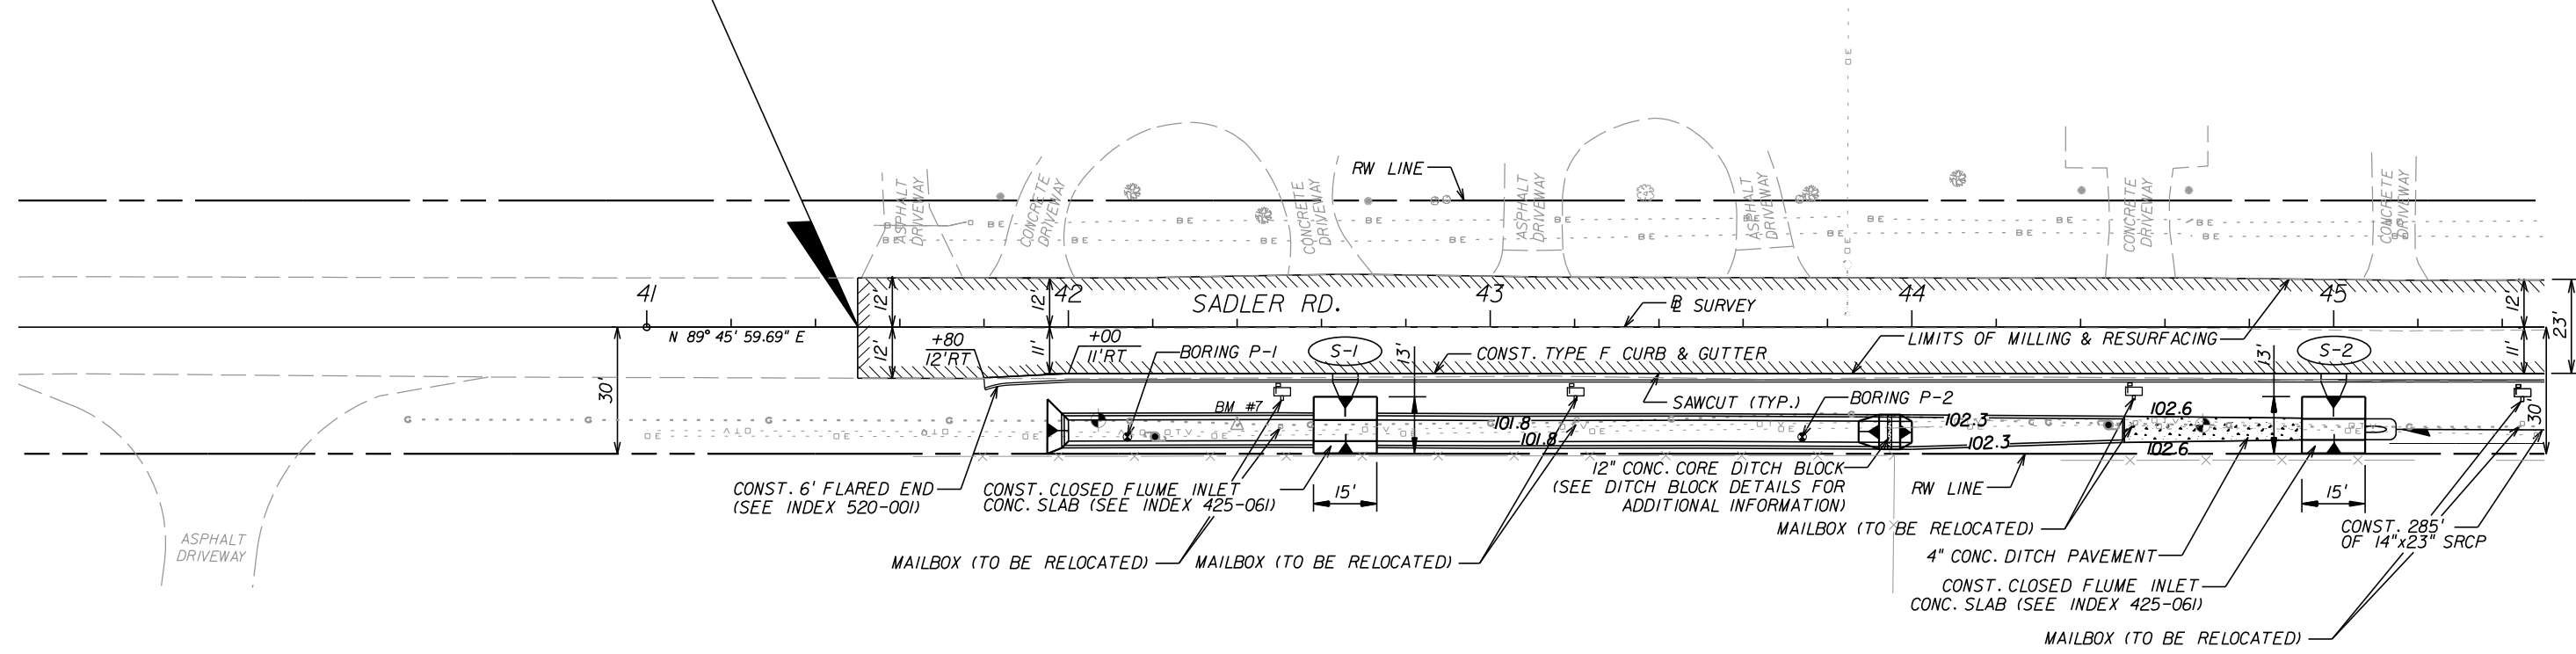 RW LINE
ASPHALT
DRIVEWAY
CONCRETE
DRIVEWAY
CONCRETE
DRIVEWAY
ASPHALT
DRIVEWAY
ASPHALT
DRIVEWAY
CONCRETE
DRIVEWAY
CONCRETE
DRIVEWAY
41
42
43
44
45
12'
12'
12'
23'
SADLER RD.
BL SURVEY
N 89° 45' 59.69" E
12'
11'
11'
+80
12'RT
+00
11'RT
BORING P-1
S-1
13'
CONST. TYPE F CURB & GUTTER
LIMITS OF MILLING & RESURFACING
S-2
13'
30'
30'
BM #7
SAWCUT (TYP.)
BORING P-2
101.8
101.8
102.3
102.3
102.6
102.6
CONST. 6' FLARED END
(SEE INDEX 520-001)
CONST. CLOSED FLUME INLET
CONC. SLAB (SEE INDEX 425-061)
15'
12" CONC. CORE DITCH BLOCK
(SEE DITCH BLOCK DETAILS FOR
ADDITIONAL INFORMATION)
RW LINE
15'
MAILBOX (TO BE RELOCATED)
CONST. 285'
OF 14"x23" SRCP
ASPHALT
DRIVEWAY
MAILBOX (TO BE RELOCATED)
MAILBOX (TO BE RELOCATED)
4" CONC. DITCH PAVEMENT
CONST. CLOSED FLUME INLET
CONC. SLAB (SEE INDEX 425-061)
MAILBOX (TO BE RELOCATED)